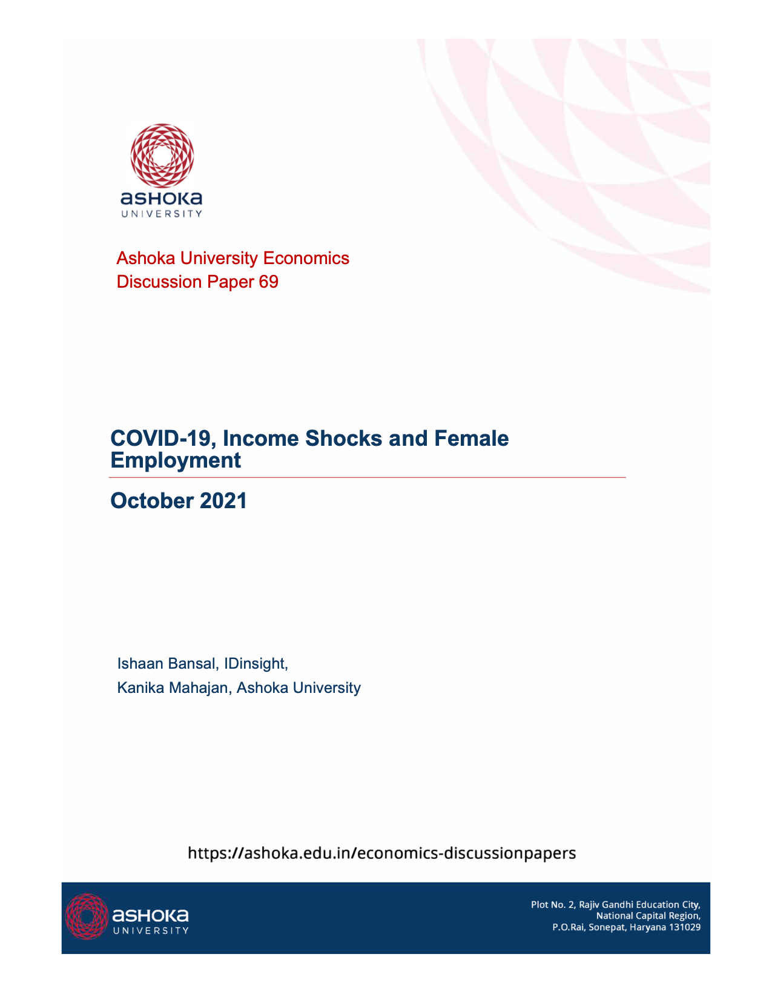 ASHOKA
UNIVERSITY
Ashoka University Economics
Discussion Paper 69
COVID-19, Income Shocks and Female
Employment
October 2021
Ishaan Bansal, IDinsight,
Kanika Mahajan, Ashoka University
https://ashoka.edu.in/economics-discussionpapers
ASHOKA
UNIVERSITY
Plot No. 2, Rajiv Gandhi Education City,
National Capital Region,
P.O.Rai, Sonepat, Haryana 131029